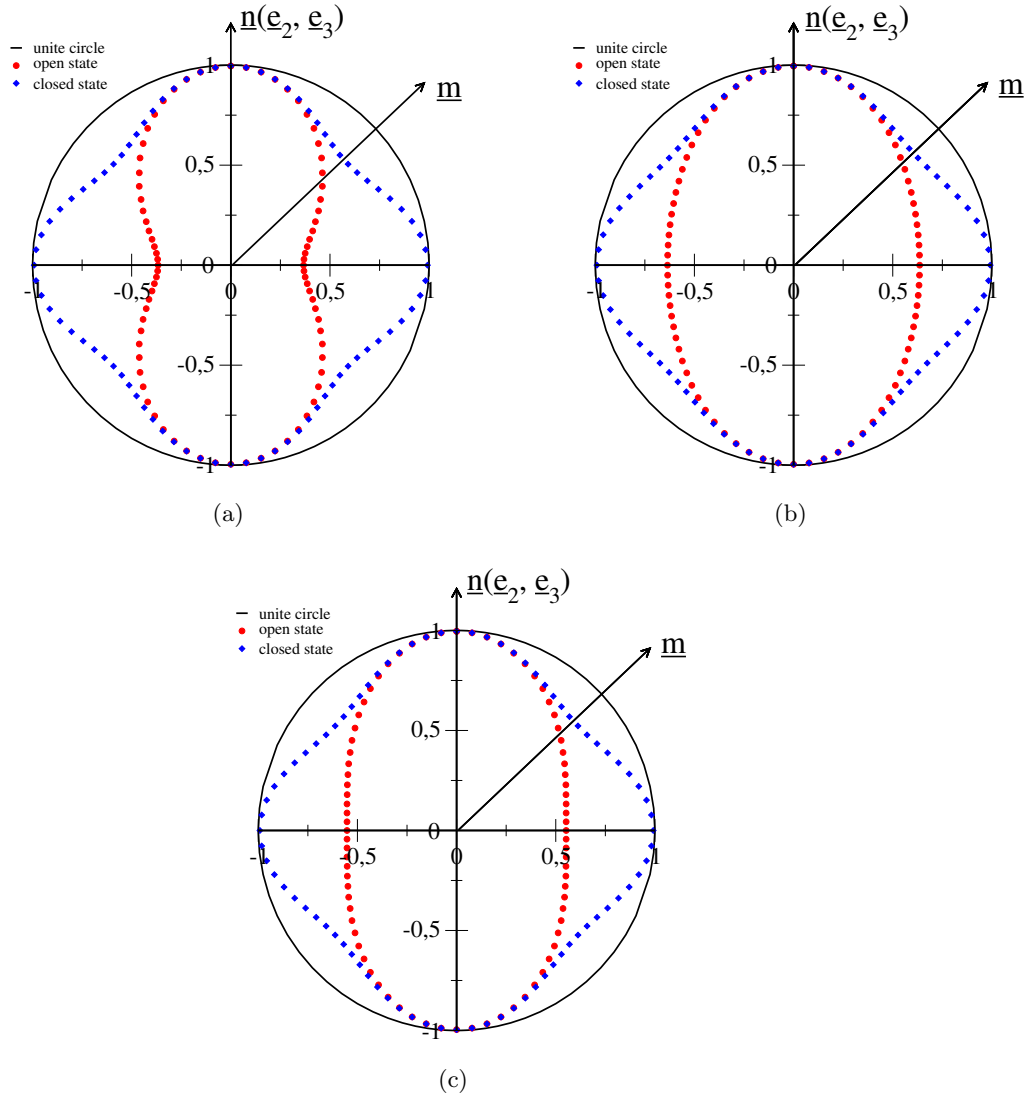 n(e2, e3)
unite circle
open state
closed state
m
1
0,5
0
-1
-0,5
0
0,5
1
-0,5
-1
(a)
n(e2, e3)
unite circle
open state
closed state
m
1
0,5
0
-1
-0,5
0
0,5
1
-0,5
-1
(b)
n(e2, e3)
unite circle
open state
closed state
m
1
0,5
0
-1
-0,5
0
0,5
1
-0,5
-1
(c)